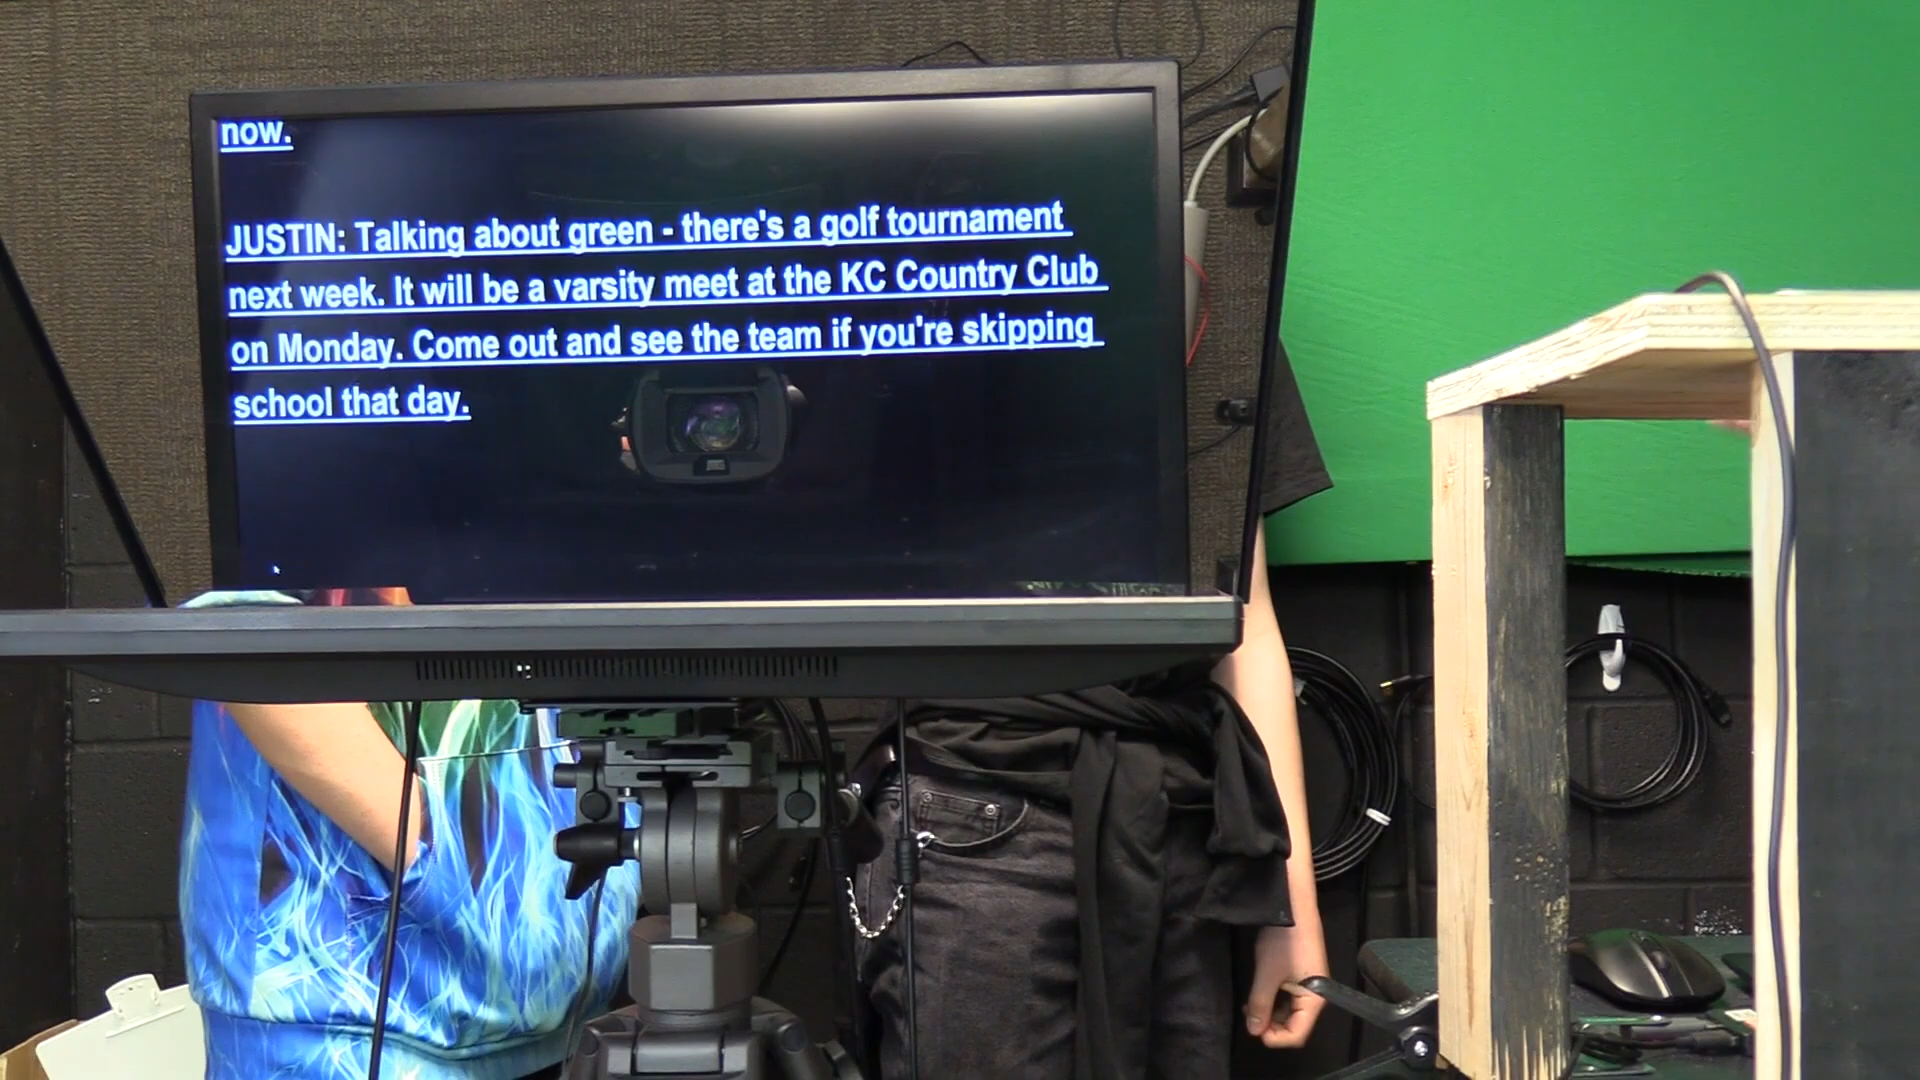 now.
JUSTIN: Talking about green - there's a golf tournament
next week. It will be a varsity meet at the KC Country Club
on Monday. Come out and see the team if you're skipping
school that day.